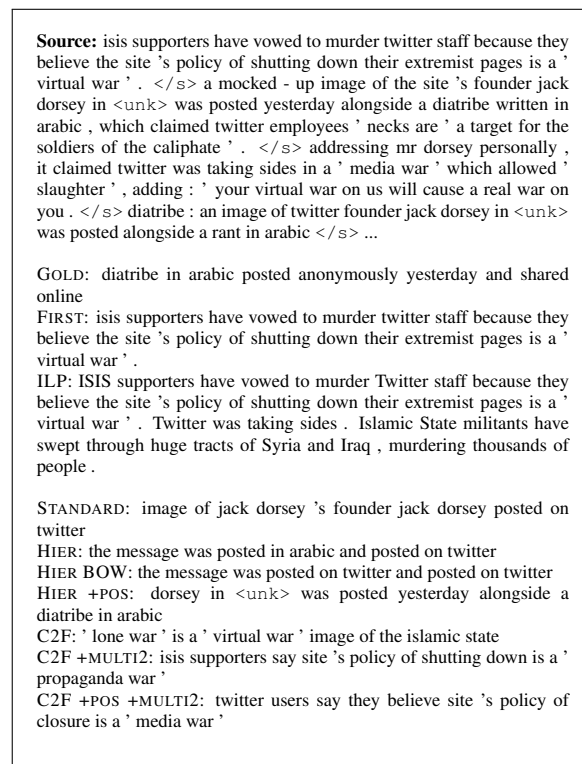 Source: isis supporters have vowed to murder twitter staff because they
believe the site 's policy of shutting down their extremist pages is a '
virtual war ' . </s> a mocked - up image of the site 's founder jack
dorsey in <unk> was posted yesterday alongside a diatribe written in
arabic , which claimed twitter employees ' necks are ' a target for the
soldiers of the caliphate ' . </s> addressing mr dorsey personally ,
it claimed twitter was taking sides in a ' media war ' which allowed '
slaughter ' , adding : ' your virtual war on us will cause a real war on
you . </s> diatribe : an image of twitter founder jack dorsey in <unk>
was posted alongside a rant in arabic </s> ...
GOLD: diatribe in arabic posted anonymously yesterday and shared
online
FIRST: isis supporters have vowed to murder twitter staff because they
believe the site 's policy of shutting down their extremist pages is a '
virtual war ' .
ILP: ISIS supporters have vowed to murder Twitter staff because they
believe the site 's policy of shutting down their extremist pages is a '
virtual war ' . Twitter was taking sides . Islamic State militants have
swept through huge tracts of Syria and Iraq , murdering thousands of
people .
STANDARD: image of jack dorsey 's founder jack dorsey posted on
twitter
HIER: the message was posted in arabic and posted on twitter
HIER BOW: the message was posted on twitter and posted on twitter
HIER +POS: dorsey in <unk> was posted yesterday alongside a
diatribe in arabic
C2F: ' lone war ' is a ' virtual war ' image of the islamic state
C2F +MULTI2: isis supporters say site 's policy of shutting down is a '
propaganda war '
C2F +POS +MULTI2: twitter users say they believe site 's policy of
closure is a ' media war '